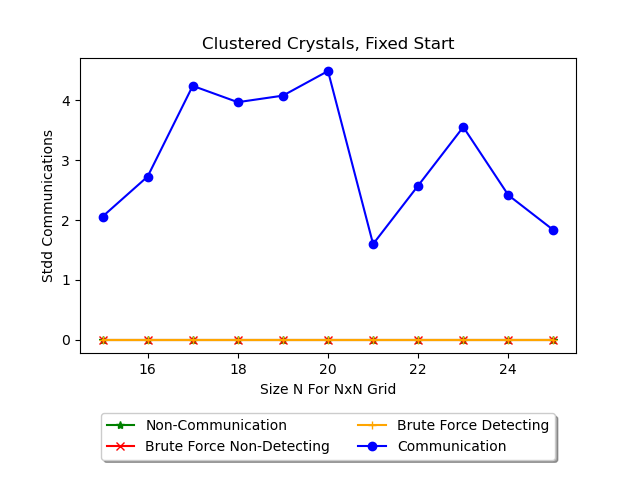 Clustered Crystals, Fixed Start
4
3
2
1
0
Stdd Communications
16 18 20 22 24
Size N For NxN Grid
Non-Communication Brute Force Detecting
Brute Force Non-Detecting Communication